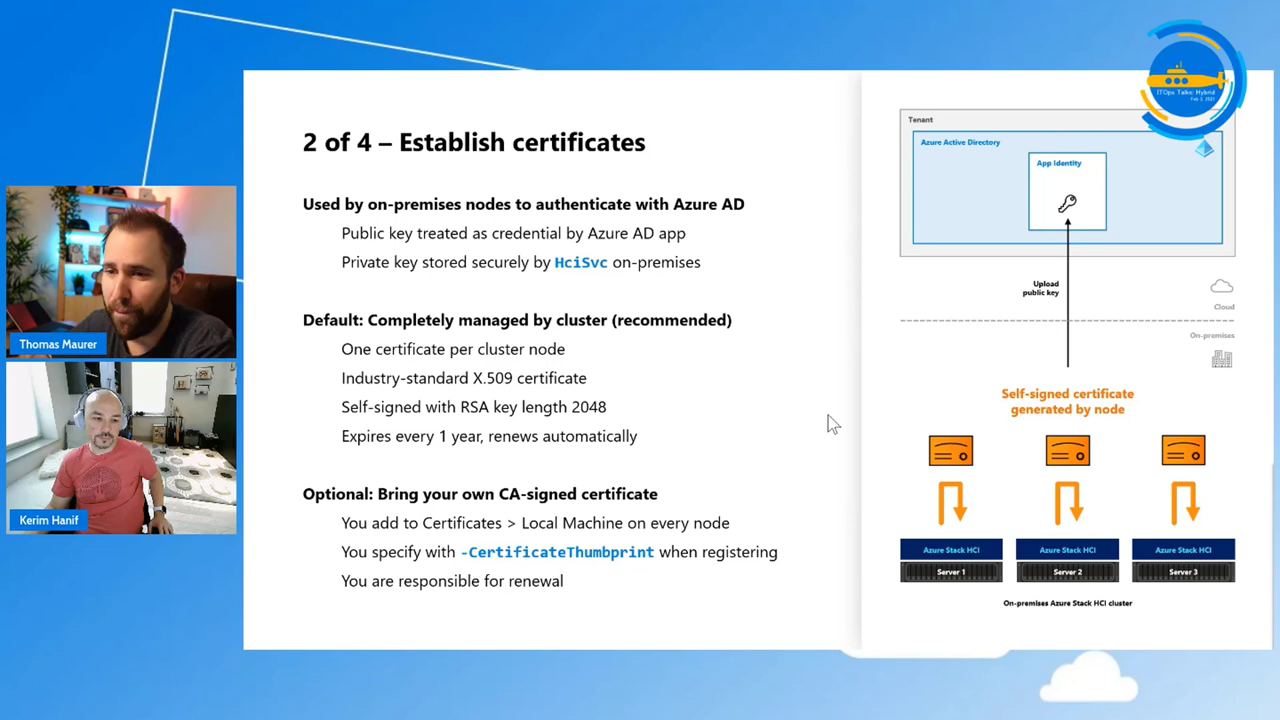 ITOps Talks: Hybrid
Feb 2, 2021
2 of 4 – Establish certificates
Used by on-premises nodes to authenticate with Azure AD
Public key treated as credential by Azure AD app
Private key stored securely by HciSvc on-premises
Default: Completely managed by cluster (recommended)
One certificate per cluster node
Industry-standard X.509 certificate
Self-signed with RSA key length 2048
Expires every 1 year, renews automatically
Optional: Bring your own CA-signed certificate
You add to Certificates > Local Machine on every node
You specify with -CertificateThumbprint when registering
You are responsible for renewal
Thomas Maurer
Kerim Hanif
Tenant
Azure Active Directory
App Identity
Upload
public key
Cloud
On-premises
Self-signed certificate
generated by node
Azure Stack HCI
Azure Stack HCI
Azure Stack HCI
Server 1
Server 2
Server 3
On-premises Azure Stack HCI cluster